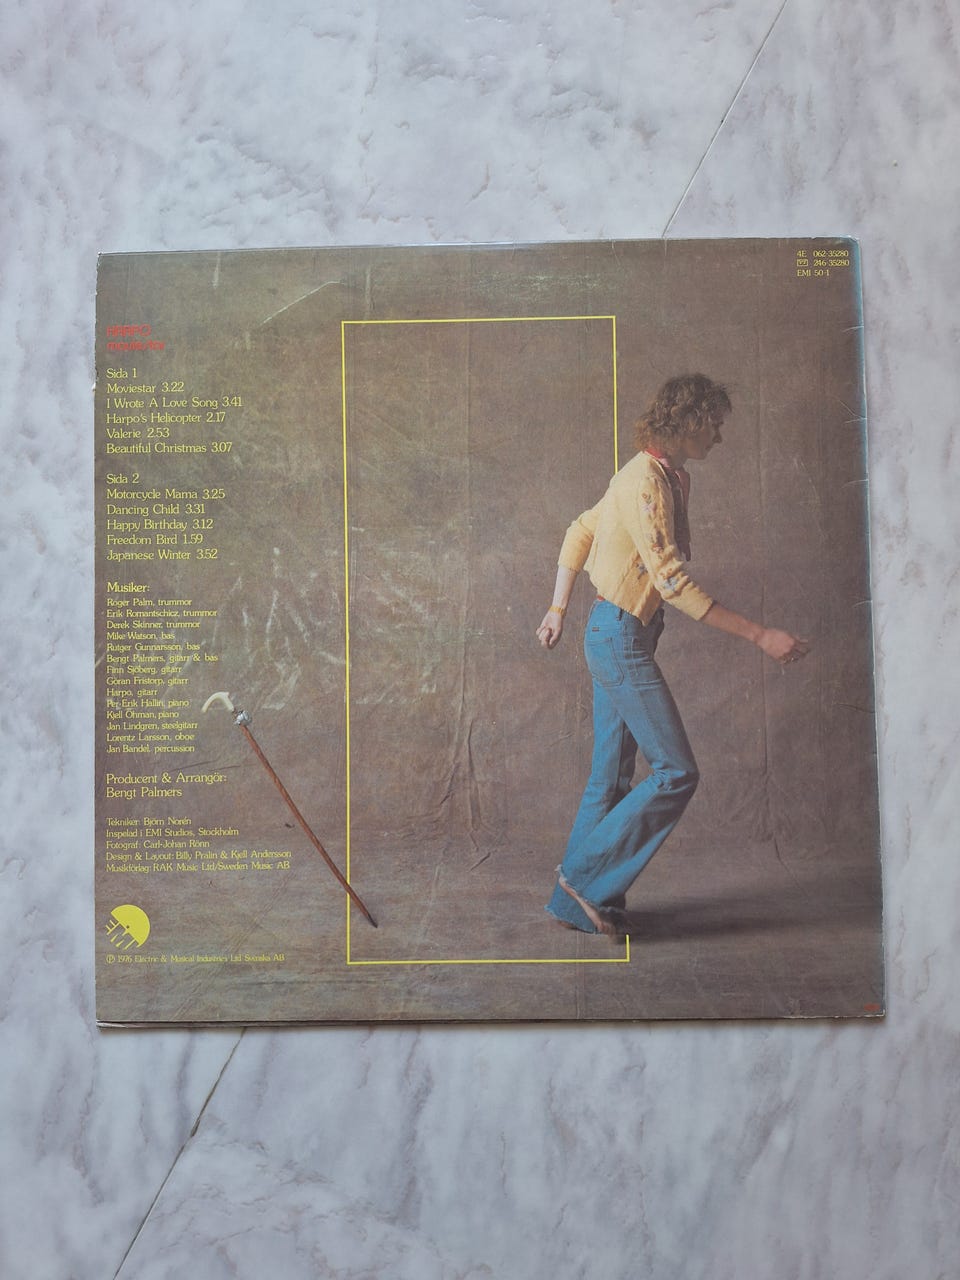 4E 062-35280
246-35280
EMI 50-1
HARPO
moviestar
Sida 1
Moviestar 3.22
I Wrote A Love Song 3.41
Harpo's Helicopter 2.17
Valerie 2.53
Beautiful Christmas 3.07
Sida 2
Motorcycle Mama 3.25
Dancing Child 3.31
Happy Birthday 3.12
Freedom Bird 1.59
Japanese Winter 3.52
Musiker:
Roger Palm, trummor
Erik Romantschicz, trummor
Derek Skinner, trummor
Mike Watson, bas
Rutger Gunnarsson, bas
Bengt Palmers, gitarr & bas
Finn Sjöberg, gitarr
Göran Fristorp, gitarr
Harpo, gitarr
Per-Erik Hallin, piano
Kjell Öhman, piano
Jan Lindgren, steelgitarr
Lorentz Larsson, oboe
Jan Bandel, percussion
Producent & Arrangör:
Bengt Palmers
Tekniker: Björn Norén
Inspelad i EMI Studios, Stockholm
Fotograf: Carl-Johan Rönn
Design & Layout: Billy Pralin & Kjell Andersson
Musikförlag: RAK Music Ltd/Sweden Music AB
EMI
℗ 1976 Electric & Musical Industries Ltd Svenska AB